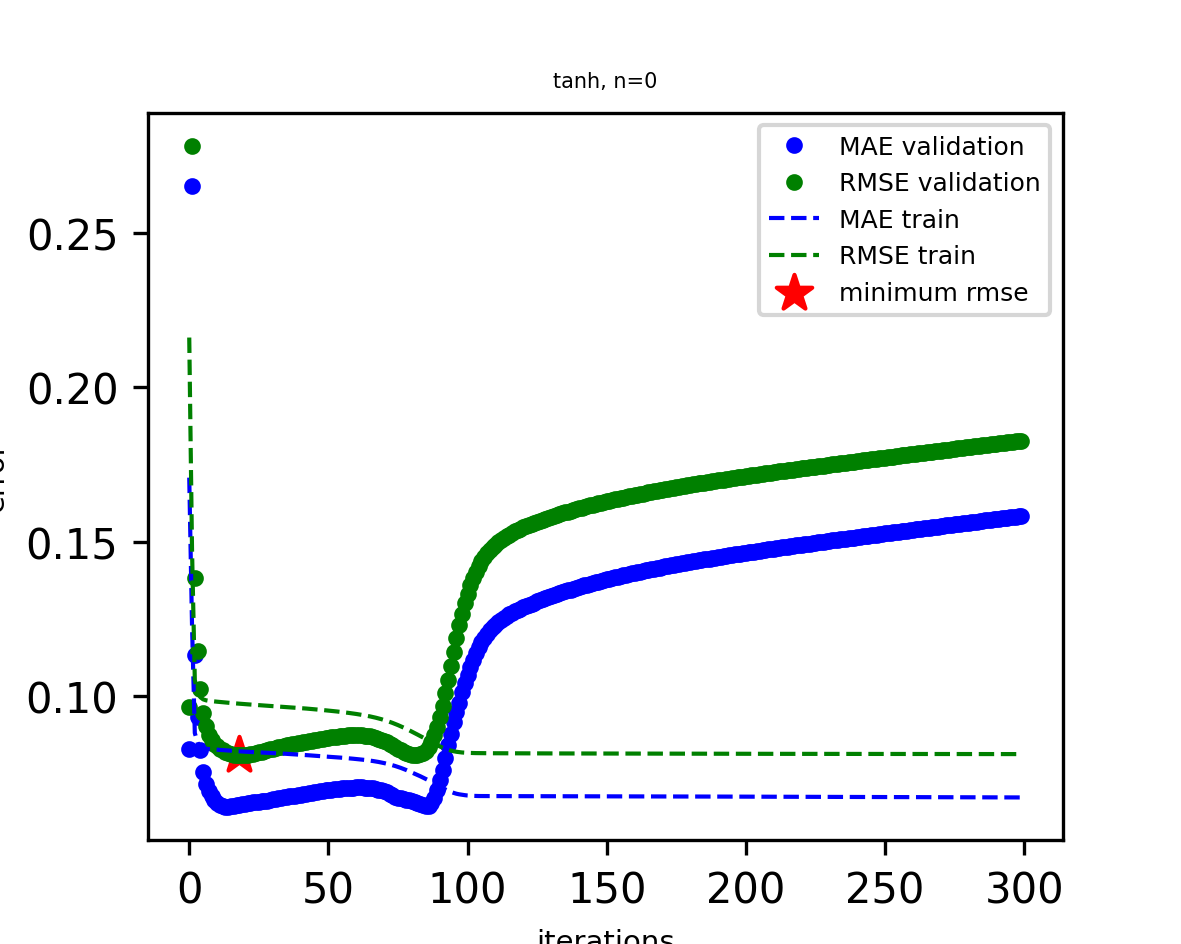 tanh, n=0
MAE validation
RMSE validation
MAE train
RMSE train
minimum rmse
0.25
0.20
0.15
0.10
0 50 100 150 200 250 300
iterations